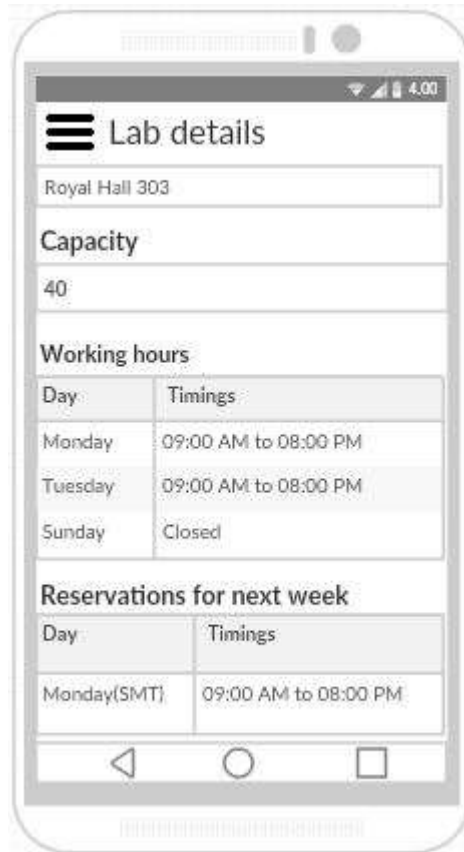 4.00
Lab details
Royal Hall 303
Capacity
40
Working hours
Day Timings
Monday 09:00 AM to 08:00 PM
Tuesday 09:00 AM to 08:00 PM
Sunday Closed
Reservations for next week
Day Timings
Monday(SMT) 09:00 AM to 08:00 PM